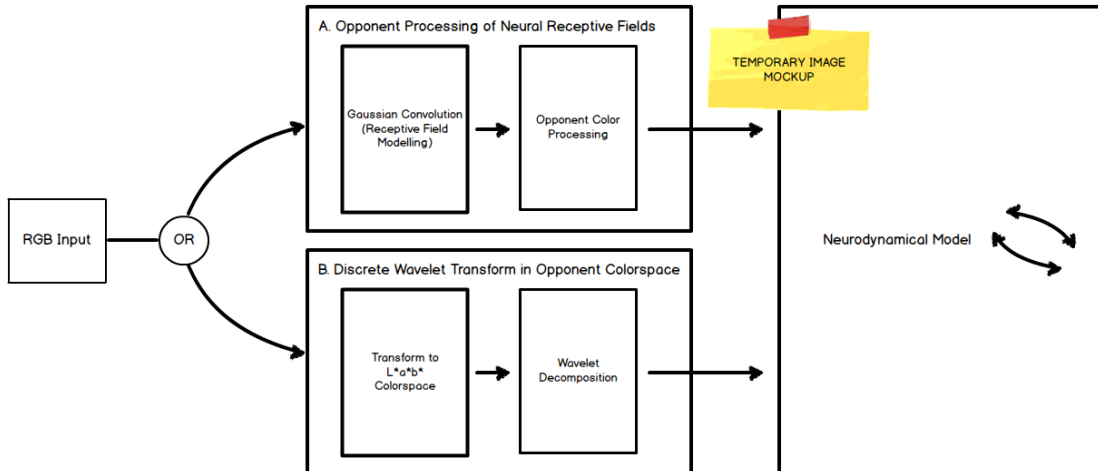 A. Opponent Processing of Neural Receptive Fields
TEMPORARY IMAGE
MOCKUP
Gaussian Convolution
(Receptive Field
Modelling)
Opponent Color
Processing
RGB Input
OR
Neurodynamical Model
B. Discrete Wavelet Transform in Opponent Colorspace
Transform to
L*a*b*
Colorspace
Wavelet
Decomposition